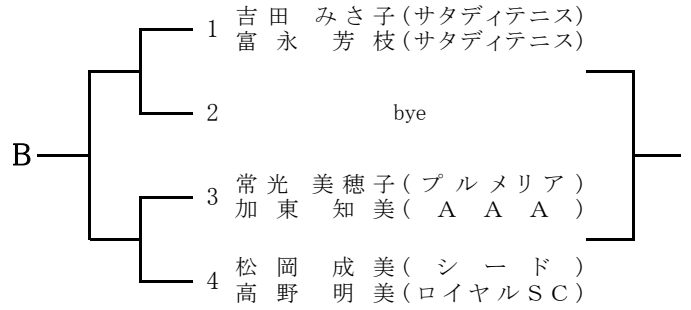 1 吉田 みさ子(サタディテニス)
富永 芳枝(サタディテニス)
2 bye
B
3 常光 美穂子(プルメリア)
加東 知美(AAA)
4 松岡 成美(シード)
高野 明美(ロイヤルSC)